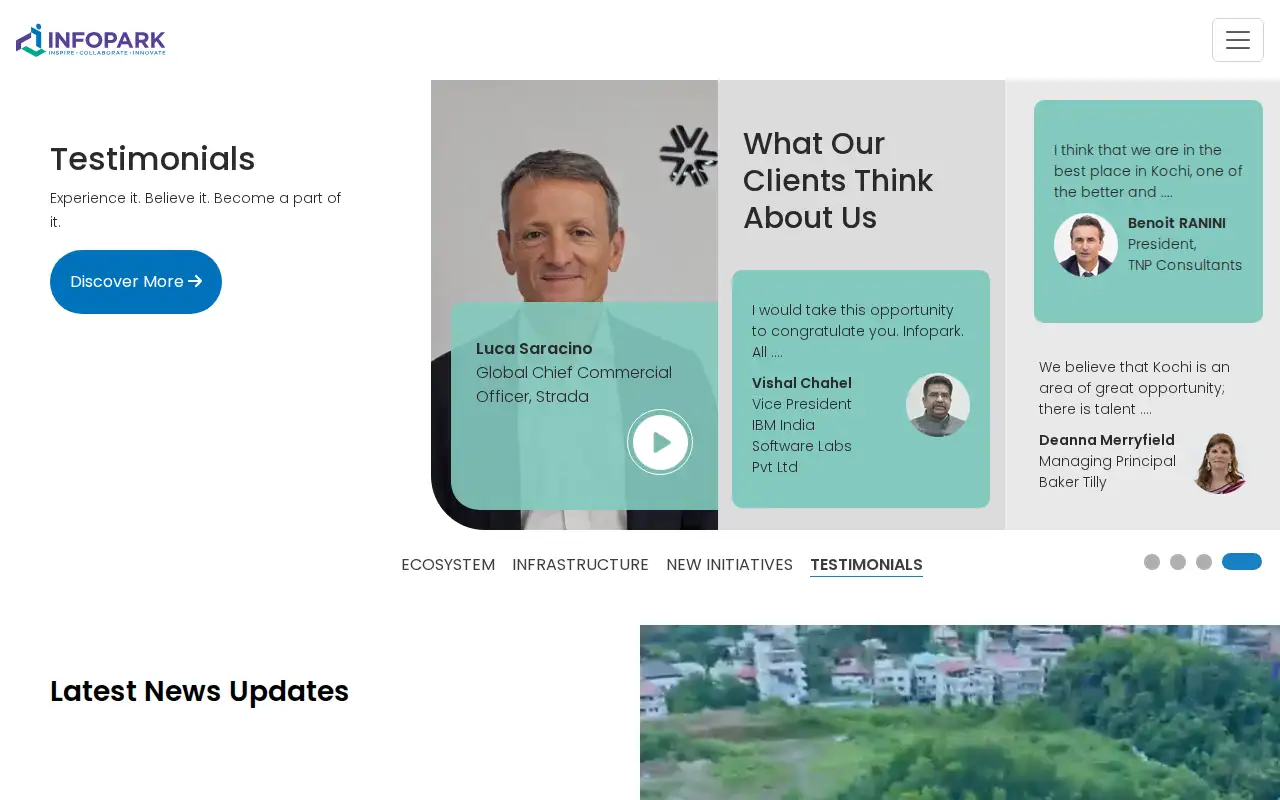 INFOPARK
INSPIRE • COLLABORATE • INNOVATE
Testimonials
Experience it. Believe it. Become a part of
it.
Discover More
Luca Saracino
Global Chief Commercial
Officer, Strada
What Our
Clients Think
About Us
I would take this opportunity
to congratulate you. Infopark.
All ....
Vishal Chahel
Vice President
IBM India
Software Labs
Pvt Ltd
I think that we are in the
best place in Kochi, one of
the better and ....
Benoit RANINI
President,
TNP Consultants
We believe that Kochi is an
area of great opportunity;
there is talent ....
Deanna Merryfield
Managing Principal
Baker Tilly
ECOSYSTEM INFRASTRUCTURE NEW INITIATIVES TESTIMONIALS
Latest News Updates